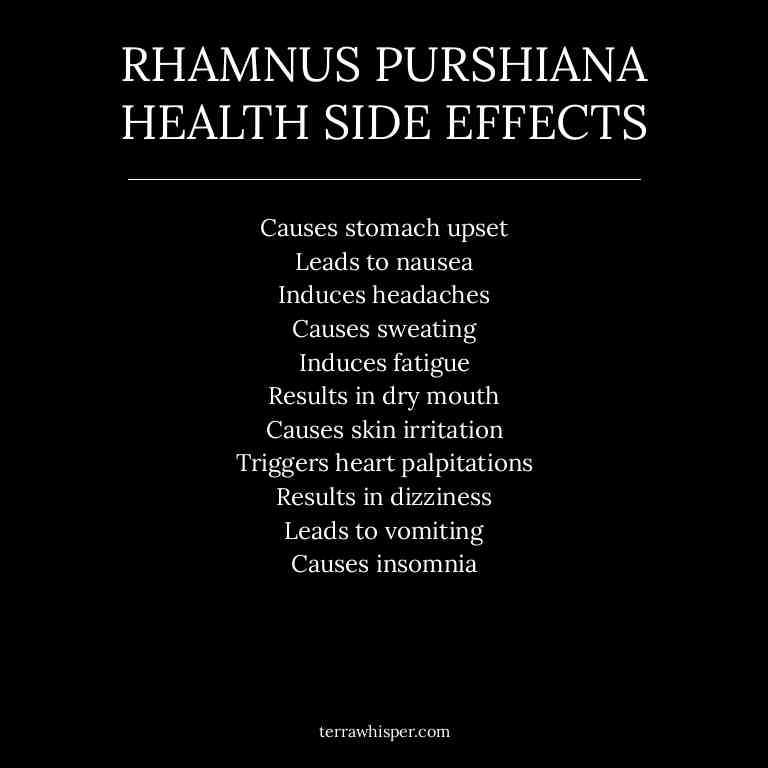 RHAMNUS PURSHIANA
HEALTH SIDE EFFECTS
Causes stomach upset
Leads to nausea
Induces headaches
Causes sweating
Induces fatigue
Results in dry mouth
Causes skin irritation
Triggers heart palpitations
Results in dizziness
Leads to vomiting
Causes insomnia
terrawhisper.com